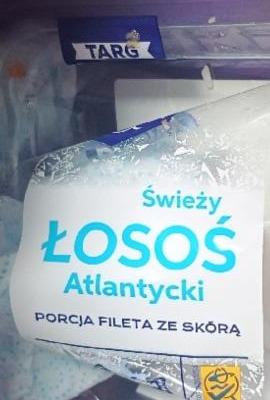 TARG
Świeży
ŁOSOŚ
Atlantycki
PORCJA FILETA ZE SKÓRĄ